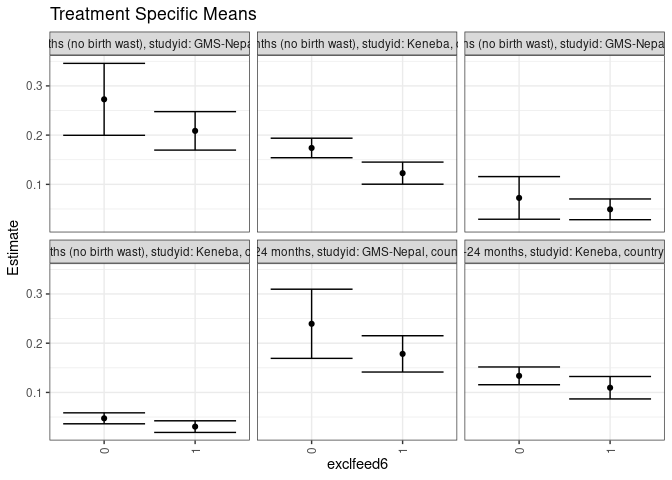 Treatment Specific Means
ths (no birth wast), studyid: GMS-Nepa
nths (no birth wast), studyid: Keneba,
ns (no birth wast), studyid: GMS-Nepa
0.3
0.2
0.1
ths (no birth wast), studyid: Keneba, c
24 months, studyid: GMS-Nepal, coun
-24 months, studyid: Keneba, country
0.3
0.2
0.1
0
1
0
1
0
1
Estimate
exclfeed6